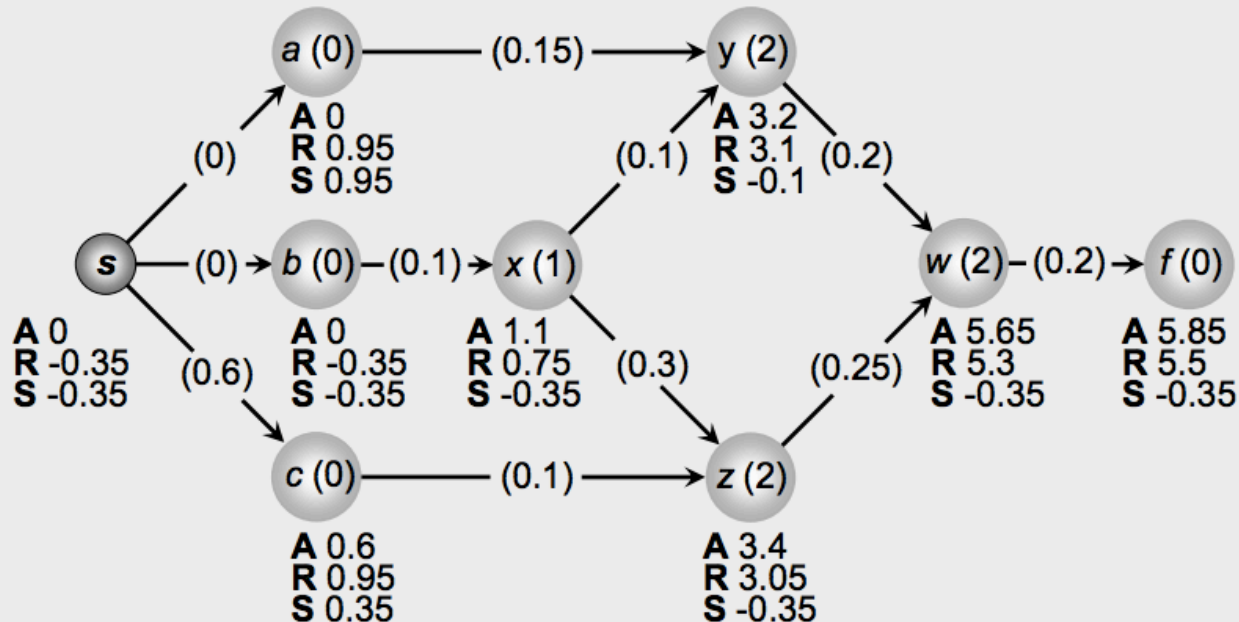 a (0)
(0.15)
y (2)
A 0
R 0.95
S 0.95
A 3.2
R 3.1
S -0.1
(0)
(0.1)
(0.2)
s
(0)
b (0)
(0.1)
x (1)
w (2)
(0.2)
f (0)
A 0
R -0.35
S -0.35
A 0
R -0.35
S -0.35
A 1.1
R 0.75
S -0.35
A 5.65
R 5.3
S -0.35
A 5.85
R 5.5
S -0.35
(0.6)
(0.3)
(0.25)
c (0)
(0.1)
z (2)
A 0.6
R 0.95
S 0.35
A 3.4
R 3.05
S -0.35